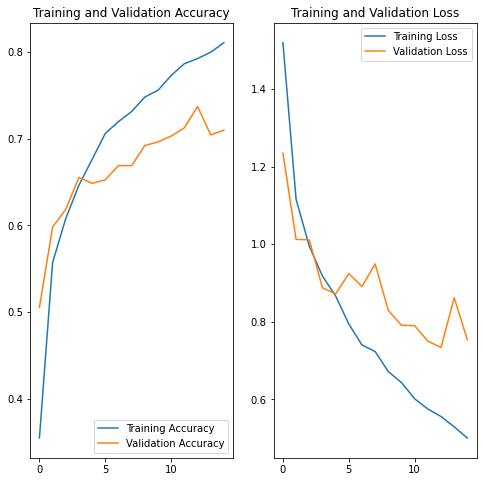 Training and Validation Accuracy
0.8
0.7
0.6
0.5
0.4
0
5
10
Training Accuracy
Validation Accuracy
Training and Validation Loss
Training Loss
Validation Loss
1.4
1.2
1.0
0.8
0.6
0
5
10